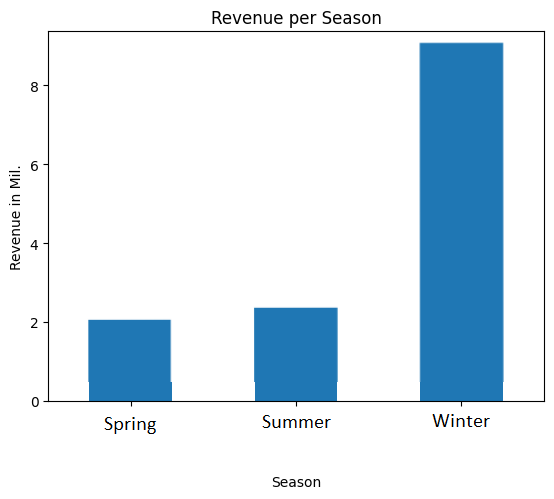 Revenue per Season
Revenue in Mil.
8
6
4
2
0
Spring Summer Winter
Season